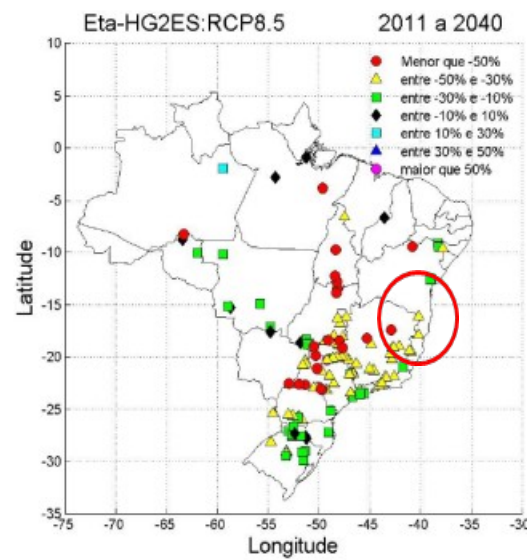 Eta-HG2ES:RCP8.5 2011 a 2040
Menor que -50%
entre -50% e -30%
entre -30% e -10%
entre -10% e 10%
entre 10% e 30%
entre 30% e 50%
maior que 50%
10
5
0
-5
-10
-15
-20
-25
-30
-35
Latitude
-75 -70 -65 -60 -55 -50 -45 -40 -35 -30
Longitude